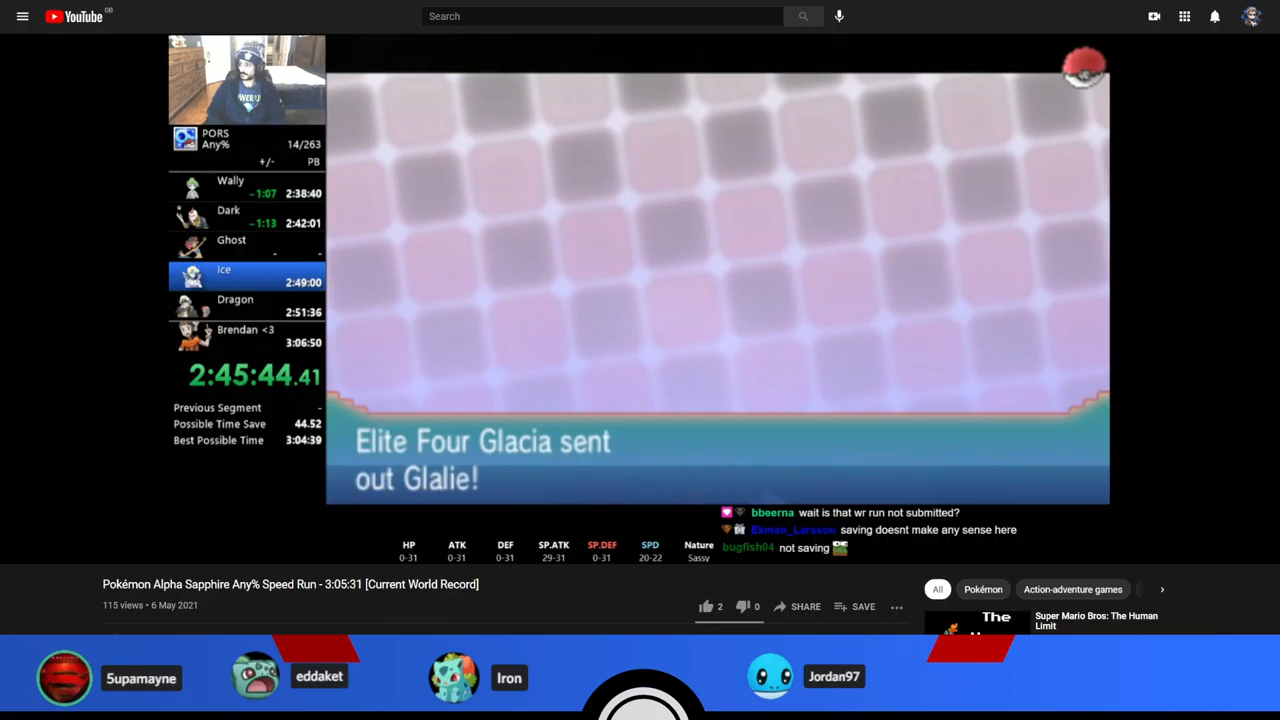 YouTube GB
Search
PORS
Any% 14/263
+/- PB
Wally
-1:07 2:38:40
Dark
-1:13 2:42:01
Ghost
- -
Ice
2:49:00
Dragon
2:51:36
Brendan <3
3:06:50
2:45:44.41
Previous Segment -
Possible Time Save 44.52
Best Possible Time 3:04:39
Elite Four Glacia sent
out Glalie!
bbeerna wait is that wr run not submitted?
Ekman_Larsson saving doesnt make any sense here
bugfish04 not saving
HP ATK DEF SP.ATK SP.DEF SPD Nature
0-31 0-31 0-31 29-31 0-31 20-22 Sassy
Pokémon Alpha Sapphire Any% Speed Run - 3:05:31 [Current World Record]
115 views • 6 May 2021
2 0 SHARE SAVE
All Pokémon Action-adventure games
The
Super Mario Bros: The Human
Limit
5upamayne eddaket Iron Jordan97